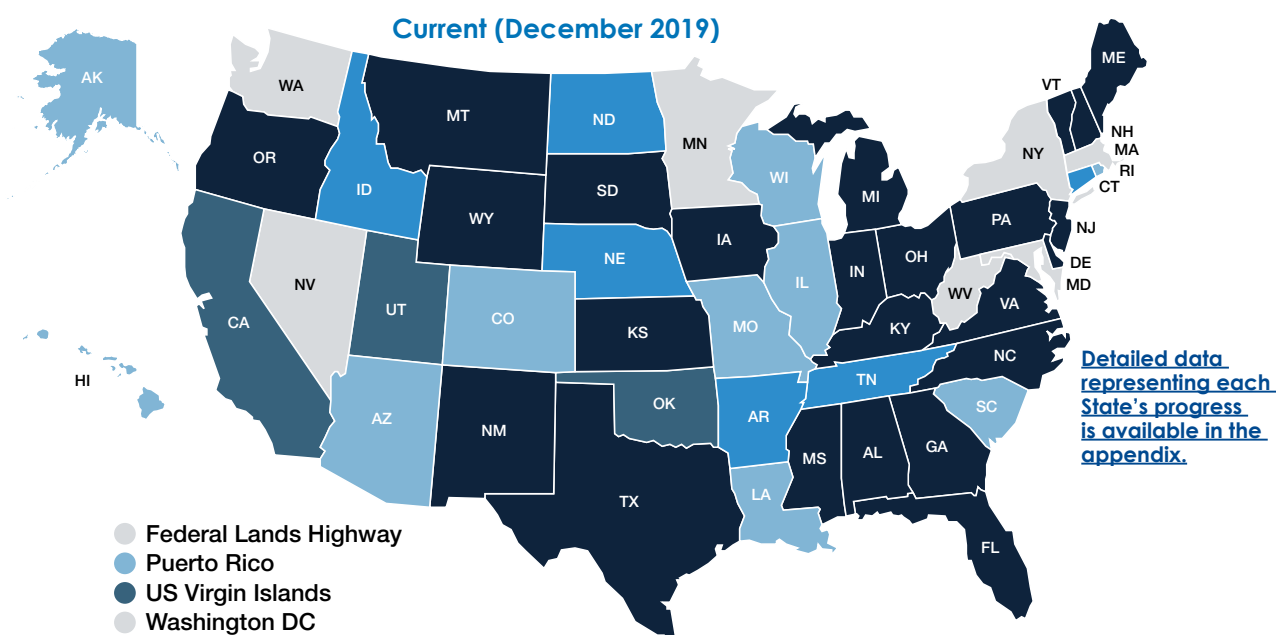 Current (December 2019)
AK
WA
MT
ND
MN
VT
ME
OR
ID
SD
WI
MI
NY
NH
MA
RI
CT
WY
IA
PA
NJ
NE
IN
OH
DE
MD
NV
UT
CO
IL
WV
VA
CA
KS
MO
KY
NC
HI
AZ
NM
OK
AR
TN
SC
TX
LA
MS
AL
GA
FL
Detailed data
representing each
State's progress
is available in the
appendix.
Federal Lands Highway
Puerto Rico
US Virgin Islands
Washington DC